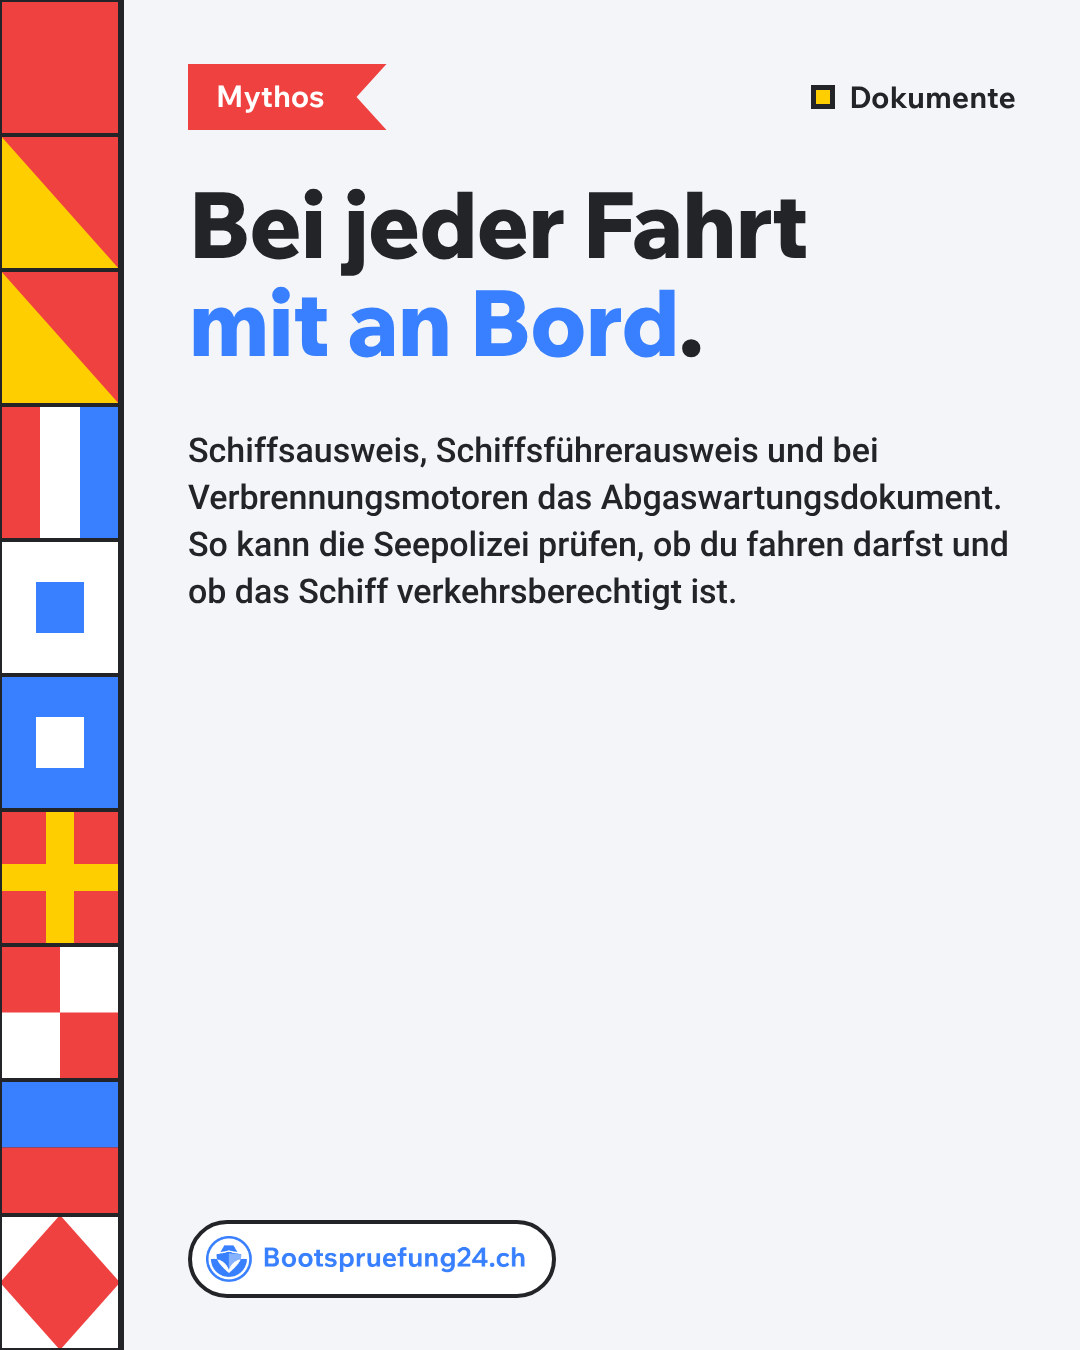 Mythos
Dokumente
Bei jeder Fahrt
mit an Bord.
Schiffsausweis, Schiffsführerausweis und bei
Verbrennungsmotoren das Abgaswartungsdokument.
So kann die Seepolizei prüfen, ob du fahren darfst und
ob das Schiff verkehrsberechtigt ist.
Bootspruefung24.ch